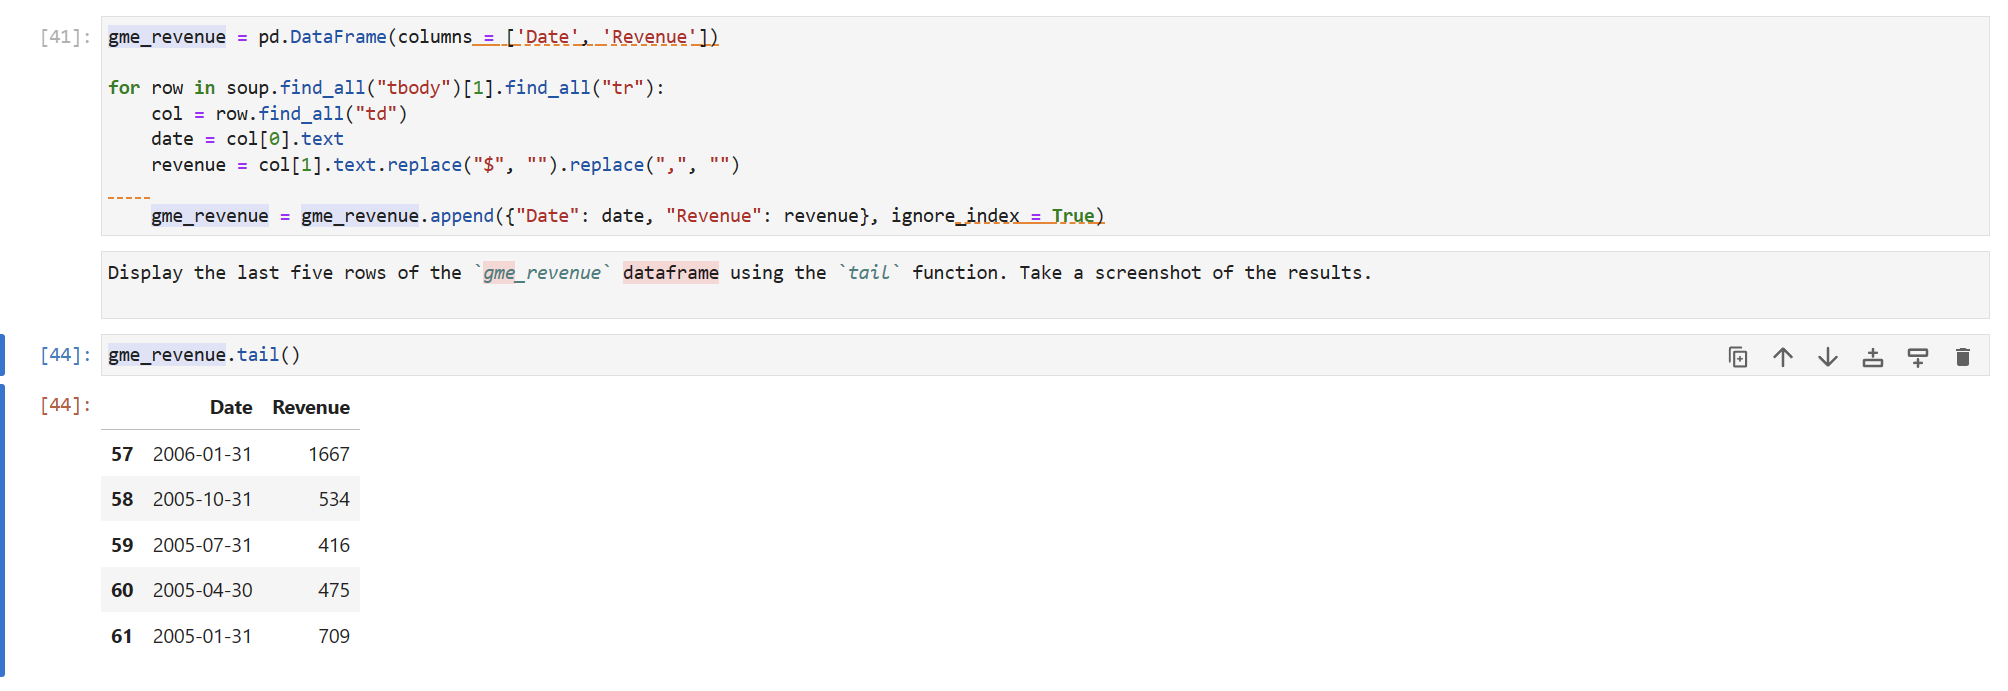 [41]: gme_revenue = pd.DataFrame(columns = ['Date', 'Revenue'])
for row in soup.find_all("tbody")[1].find_all("tr"):
    col = row.find_all("td")
    date = col[0].text
    revenue = col[1].text.replace("$", "").replace(",", "")
    gme_revenue = gme_revenue.append({"Date": date, "Revenue": revenue}, ignore_index = True)
Display the last five rows of the `gme_revenue` dataframe using the `tail` function. Take a screenshot of the results.
[44]: gme_revenue.tail()
[44]: Date Revenue
57 2006-01-31 1667
58 2005-10-31 534
59 2005-07-31 416
60 2005-04-30 475
61 2005-01-31 709